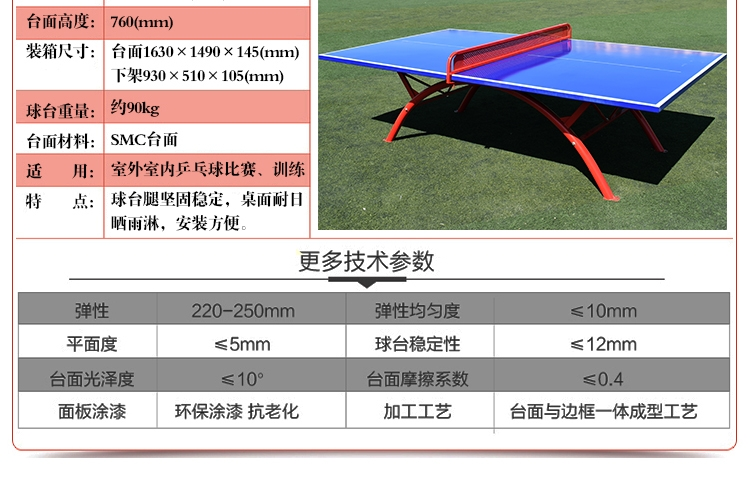 台面高度： 760(mm)
装箱尺寸： 台面1630×1490×145(mm)
下架930×510×105(mm)
球台重量： 约90kg
台面材料： SMC台面
适 用： 室外室内乒乓球比赛、训练
特 点： 球台腿坚固稳定，桌面耐日
晒雨淋，安装方便。
更多技术参数
弹性 220-250mm 弹性均匀度 ≤10mm
平面度 ≤5mm 球台稳定性 ≤12mm
台面光泽度 ≤10° 台面摩擦系数 ≤0.4
面板涂漆 环保涂漆 抗老化 加工工艺 台面与边框一体成型工艺